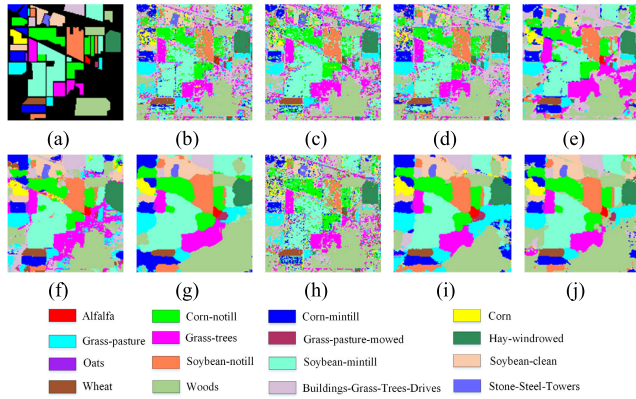 (a) (b) (c) (d) (e)
(f) (g) (h) (i) (j)
Alfalfa Corn-notill Corn-mintill Corn
Grass-pasture Grass-trees Grass-pasture-mowed Hay-windrowed
Oats Soybean-notill Soybean-mintill Soybean-clean
Wheat Woods Buildings-Grass-Trees-Drives Stone-Steel-Towers